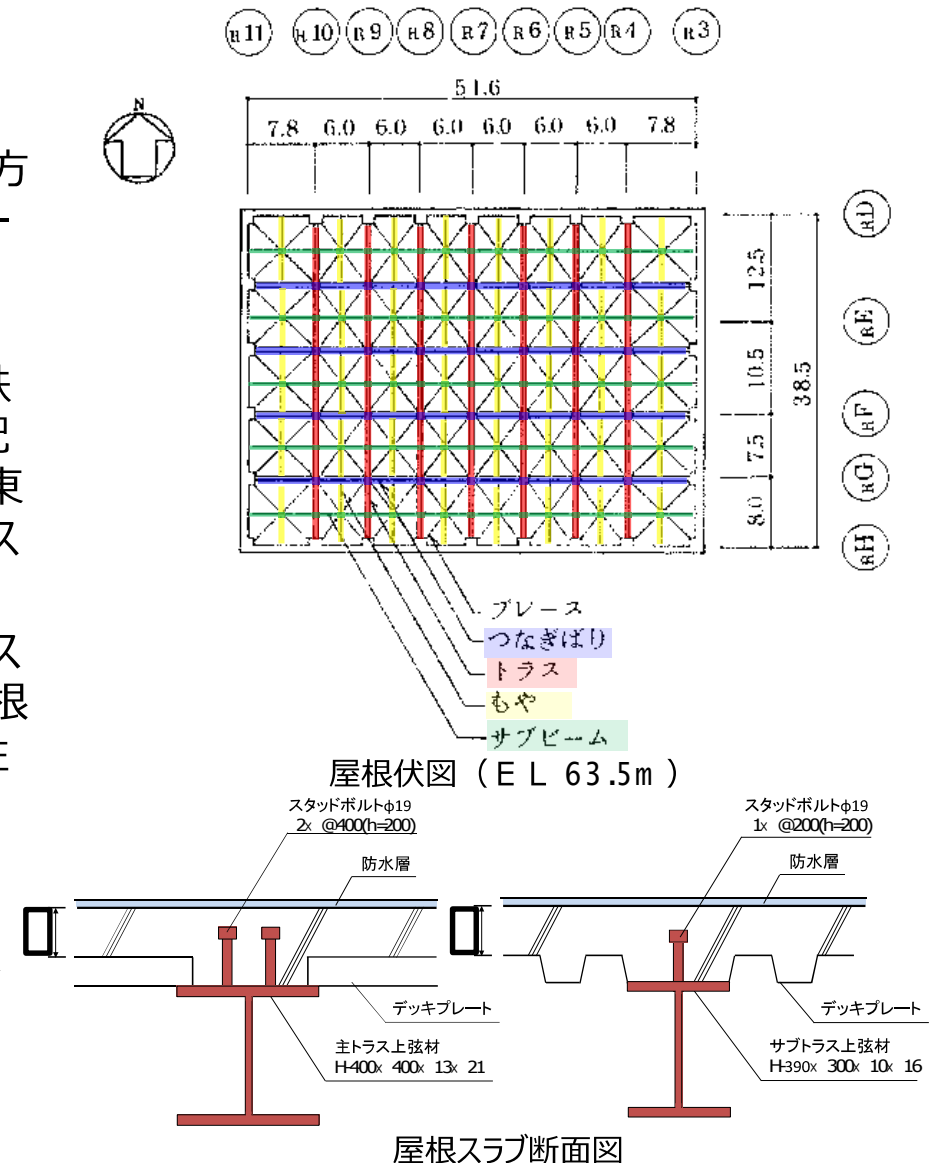 R11 R10 R9 R8 R7 R6 R5 R4 R3
51.6
7.8 6.0 6.0 6.0 6.0 6.0 6.0 7.8
N
方
ー
RD
12.5
RE
10.5
38.5
RF
7.5
RG
8.0
RH
東
ス
ブレース
つなぎばり
トラス
もや
サブビーム
ス
根
屋根伏図(EL 63.5m)
スタッドボルトφ19
2x @400(h=200)
防水層
デッキプレート
主トラス上弦材
H-400x 400x 13x 21
スタッドボルトφ19
1x @200(h=200)
防水層
デッキプレート
サブトラス上弦材
H-390x 300x 10x 16
屋根スラブ断面図